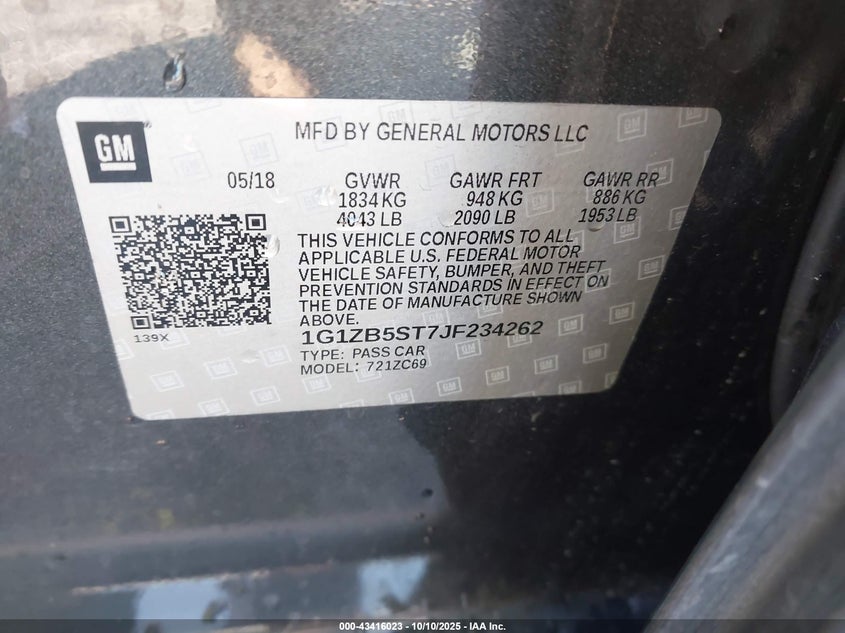 GM
MFD BY GENERAL MOTORS LLC
05/18 GVWR GAWR FRT GAWR RR
1834 KG 948 KG 886 KG
4043 LB 2090 LB 1953 LB
THIS VEHICLE CONFORMS TO ALL
APPLICABLE U.S. FEDERAL MOTOR
VEHICLE SAFETY, BUMPER, AND THEFT
PREVENTION STANDARDS IN EFFECT ON
THE DATE OF MANUFACTURE SHOWN
ABOVE.
139X
1G1ZB5ST7JF234262
TYPE: PASS CAR
MODEL: 721ZC69
000-43416023 - 10/10/2025 - IAA Inc.